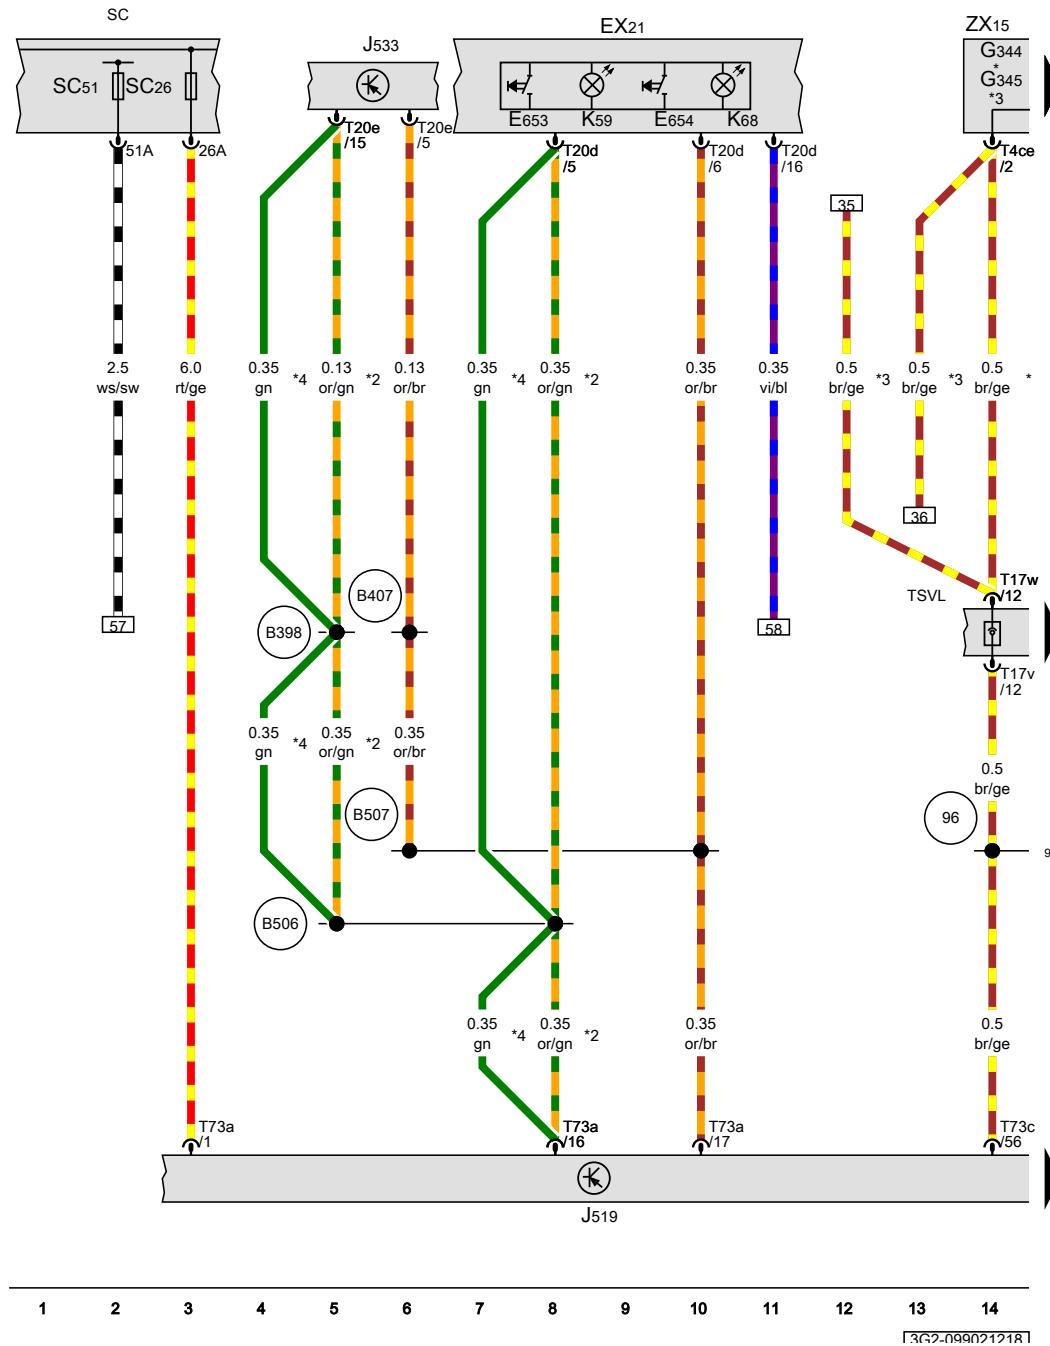 SC
J533
EX21
ZX15
G344
*
G345
*3
SC51
SC26
E653
K59
E654
K68
51A
26A
T20e
/15
T20e
/5
T20d
/5
T20d
/6
T20d
/16
T4ce
/2
35
2.5
ws/sw
6.0
rt/ge
0.35
gn
*4
0.13
or/gn
*2
0.13
or/br
0.35
gn
*4
0.35
or/gn
*2
0.35
or/br
0.35
vi/bl
0.5
br/ge
*3
0.5
br/ge
*3
0.5
br/ge
*
36
B407
T17w
/12
TSVL
57
B398
58
T17v
/12
0.35
gn
*4
0.35
or/gn
*2
0.35
or/br
0.5
br/ge
B507
96
9
B506
0.35
gn
*4
0.35
or/gn
*2
0.35
or/br
0.5
br/ge
T73a
/1
T73a
/16
T73a
/17
T73c
/56
J519
1 2 3 4 5 6 7 8 9 10 11 12 13 14
3G2-099021218